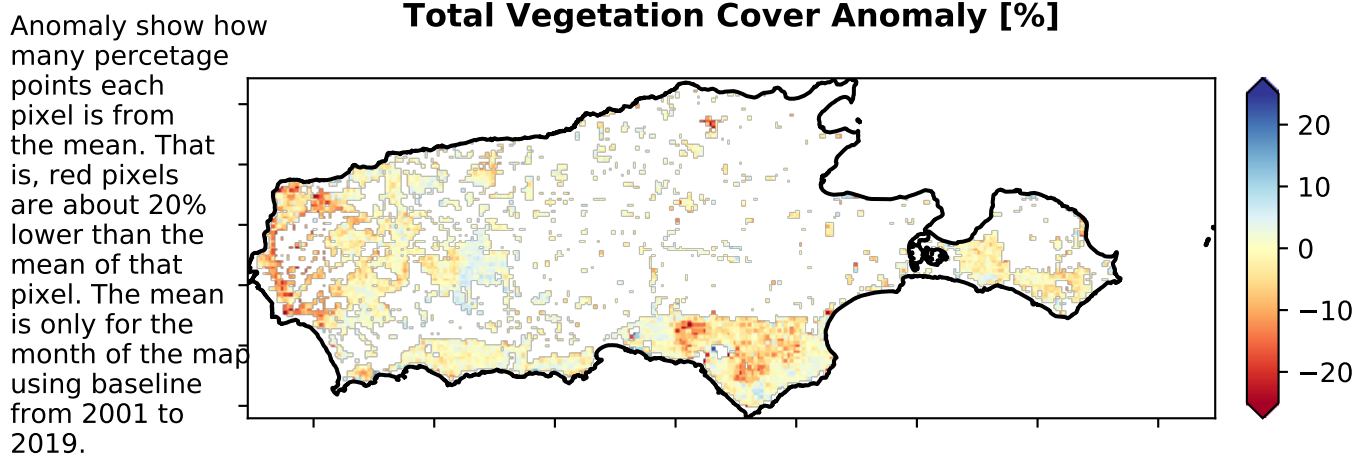 Total Vegetation Cover Anomaly [%]
Anomaly show how
many percetage
points each
pixel is from
the mean. That
is, red pixels
are about 20%
lower than the
mean of that
pixel. The mean
is only for the
month of the map
using baseline
from 2001 to
2019.
20
10
0
−10
−20